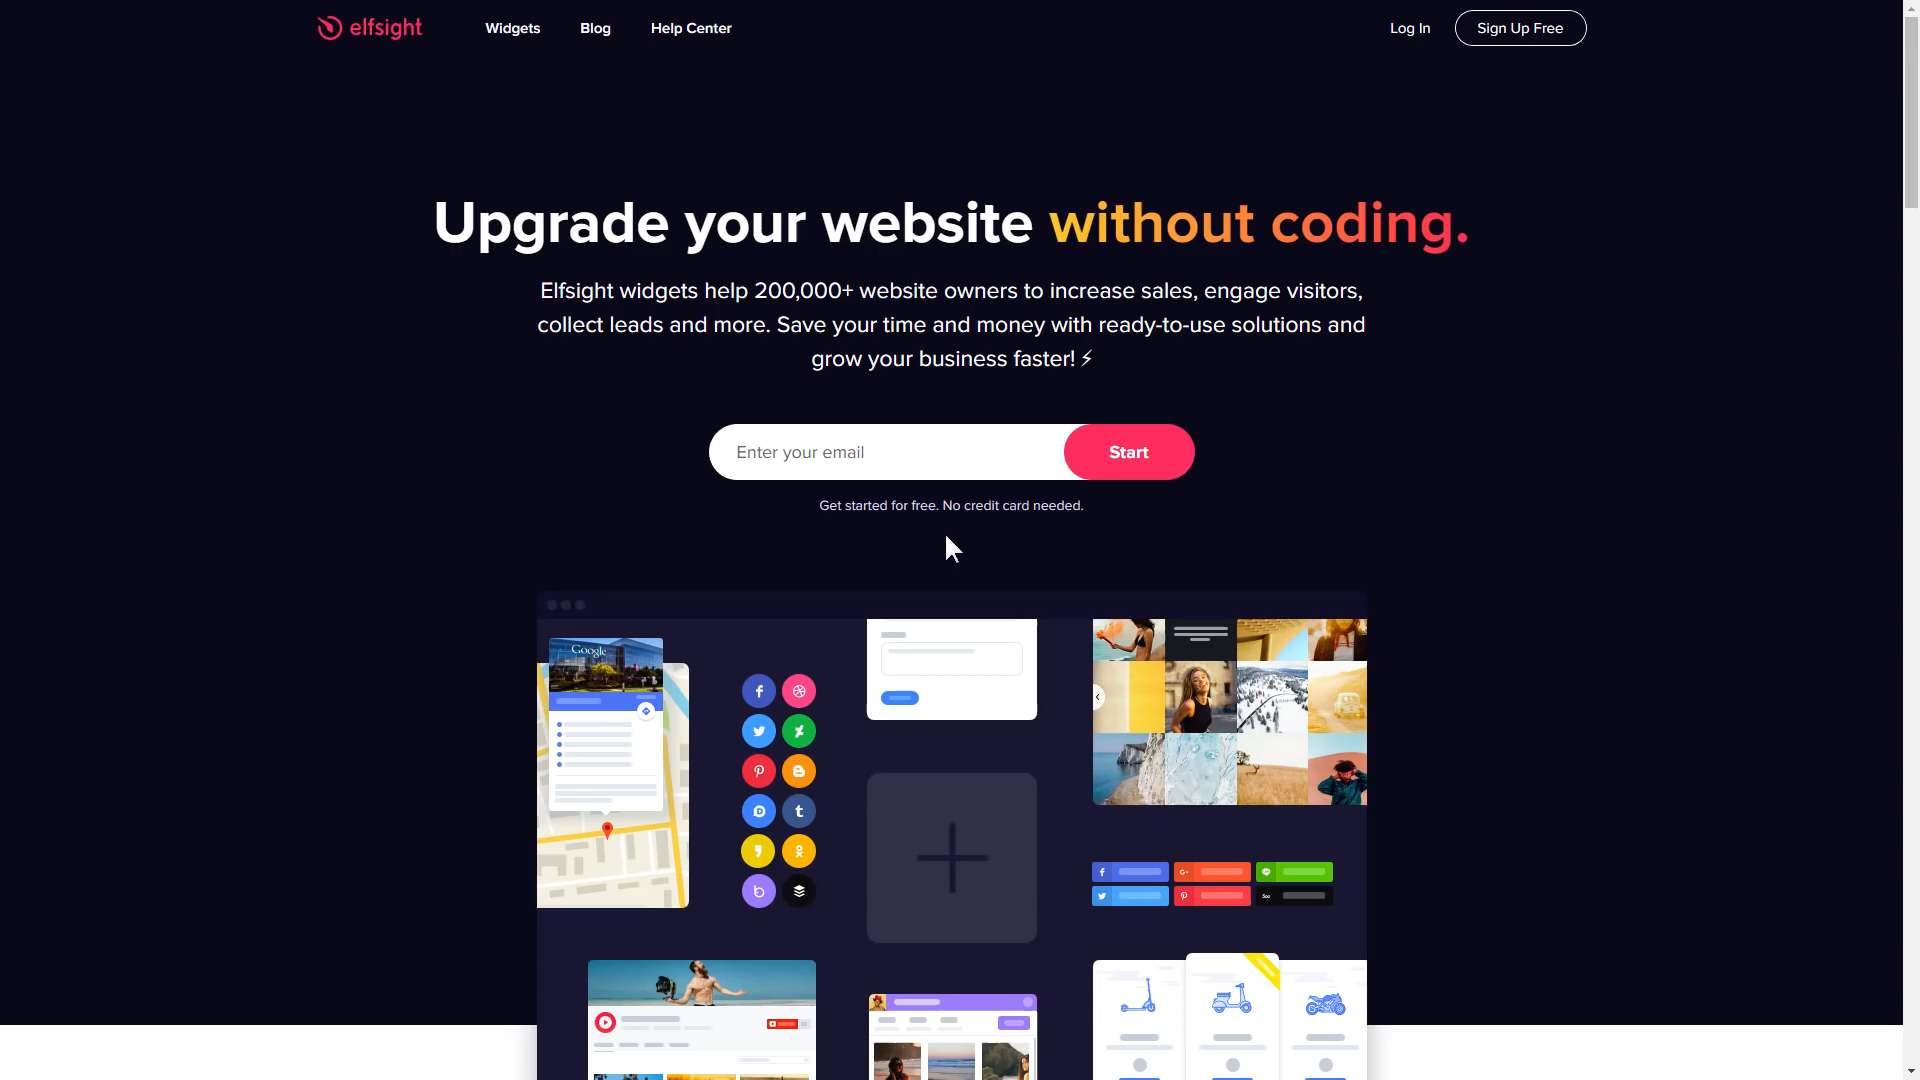 elfsight
Widgets
Blog
Help Center
Log In
Sign Up Free
Upgrade your website without coding.
Elfsight widgets help 200,000+ website owners to increase sales, engage visitors,
collect leads and more. Save your time and money with ready-to-use solutions and
grow your business faster! ⚡
Enter your email
Start
Get started for free. No credit card needed.
Google